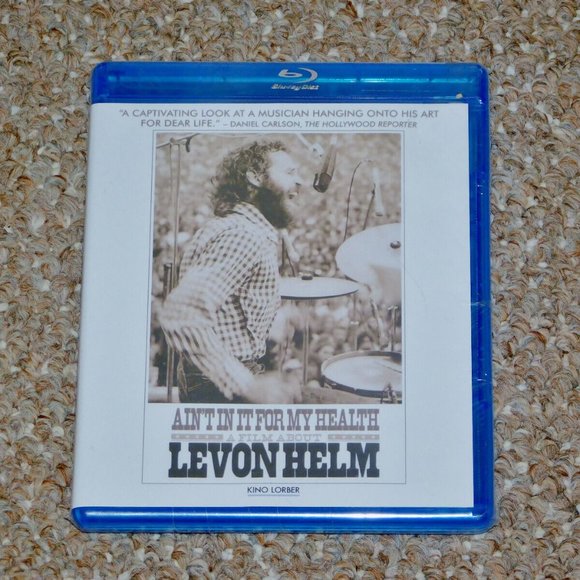 Blu-ray Disc
"A CAPTIVATING LOOK AT A MUSICIAN HANGING ONTO HIS ART
FOR DEAR LIFE." – DANIEL CARLSON, THE HOLLYWOOD REPORTER
AIN'T IN IT FOR MY HEALTH
A FILM ABOUT
LEVON HELM
KINO LORBER